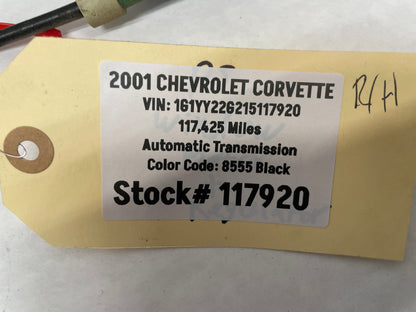 2001 CHEVROLET CORVETTE
VIN: 1G1YY22G215117920
117,425 Miles
Automatic Transmission
Color Code: 8555 Black
Stock# 117920
R/H